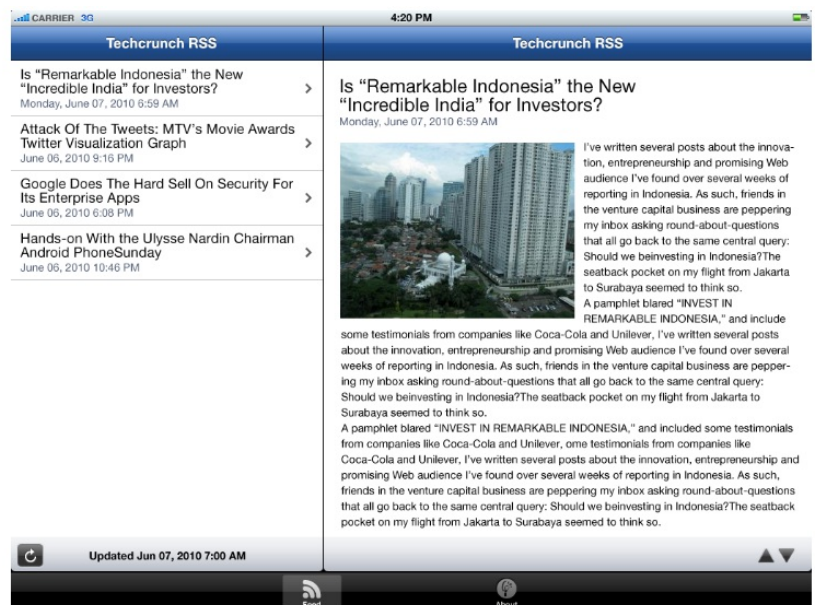 CARRIER 3G
4:20 PM
Techcrunch RSS
Is “Remarkable Indonesia” the New
“Incredible India” for Investors?
Monday, June 07, 2010 6:59 AM
Attack Of The Tweets: MTV’s Movie Awards
Twitter Visualization Graph
June 06, 2010 9:16 PM
Google Does The Hard Sell On Security For
Its Enterprise Apps
June 06, 2010 6:08 PM
Hands-on With the Ulysse Nardin Chairman
Android PhoneSunday
June 06, 2010 10:46 PM
Updated Jun 07, 2010 7:00 AM
Techcrunch RSS
Is “Remarkable Indonesia” the New
“Incredible India” for Investors?
Monday, June 07, 2010 6:59 AM
I’ve written several posts about the innova-
tion, entrepreneurship and promising Web
audience I’ve found over several weeks of
reporting in Indonesia. As such, friends in
the venture capital business are peppering
my inbox asking round-about-questions
that all go back to the same central query:
Should we beinvesting in Indonesia?The
seatback pocket on my flight from Jakarta
to Surabaya seemed to think so.
A pamphlet blared “INVEST IN
REMARKABLE INDONESIA,” and include
some testimonials from companies like Coca-Cola and Unilever, I’ve written several posts
about the innovation, entrepreneurship and promising Web audience I’ve found over several
weeks of reporting in Indonesia. As such, friends in the venture capital business are pepper-
ing my inbox asking round-about-questions that all go back to the same central query:
Should we beinvesting in Indonesia?The seatback pocket on my flight from Jakarta to
Surabaya seemed to think so.
A pamphlet blared “INVEST IN REMARKABLE INDONESIA,” and included some testimonials
from companies like Coca-Cola and Unilever, ome testimonials from companies like
Coca-Cola and Unilever, I’ve written several posts about the innovation, entrepreneurship and
promising Web audience I’ve found over several weeks of reporting in Indonesia. As such,
friends in the venture capital business are peppering my inbox asking round-about-questions
that all go back to the same central query: Should we beinvesting in Indonesia?The seatback
pocket on my flight from Jakarta to Surabaya seemed to think so.
Feed
About